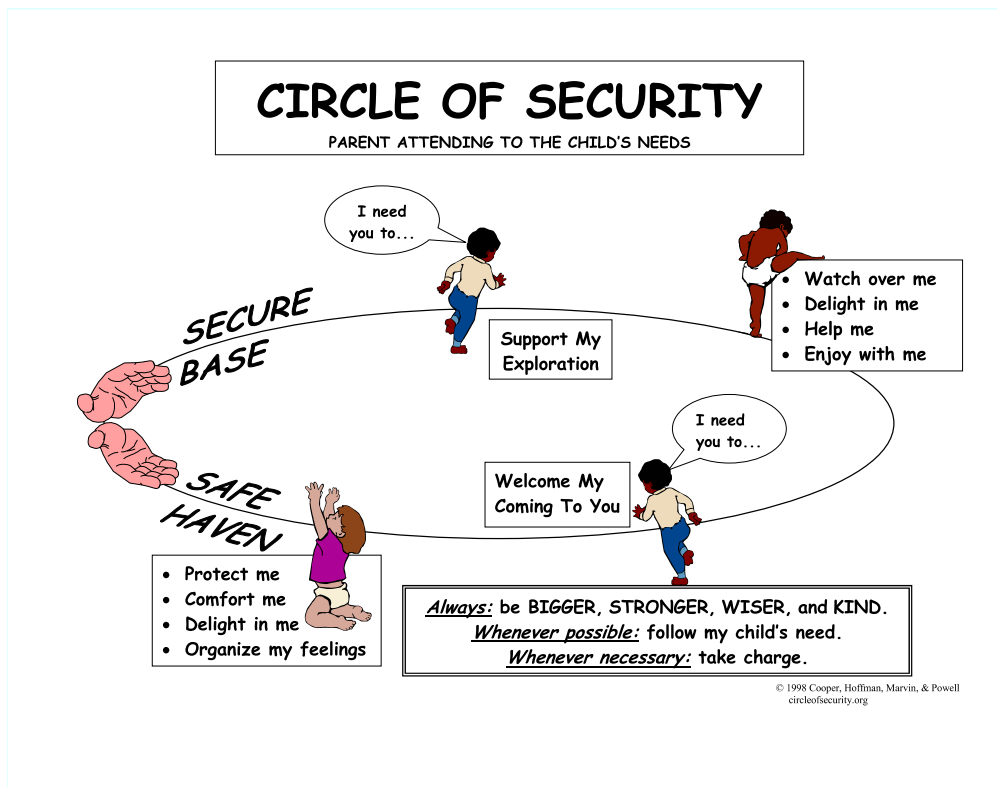 CIRCLE OF SECURITY
PARENT ATTENDING TO THE CHILD'S NEEDS
I need
you to...
SECURE
BASE
Support My
Exploration
• Watch over me
• Delight in me
• Help me
• Enjoy with me
I need
you to...
Welcome My
Coming To You
SAFE
HAVEN
• Protect me
• Comfort me
• Delight in me
• Organize my feelings
Always: be BIGGER, STRONGER, WISER, and KIND.
Whenever possible: follow my child's need.
Whenever necessary: take charge.
© 1998 Cooper, Hoffman, Marvin, & Powell
circleofsecurity.org